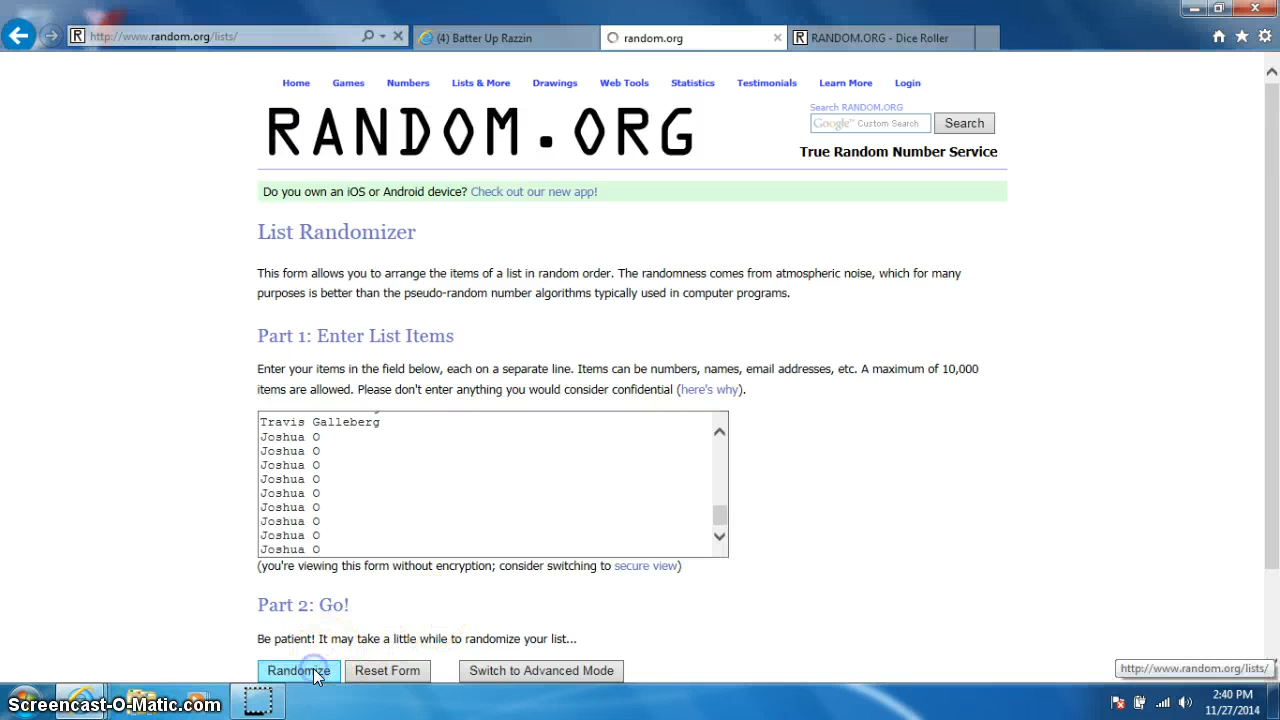 http://www.random.org/lists/
(4) Batter Up Razzin
random.org
RANDOM.ORG - Dice Roller
Home Games Numbers Lists & More Drawings Web Tools Statistics Testimonials Learn More Login
RANDOM.ORG
Search RANDOM.ORG
Google™ Custom Search
Search
True Random Number Service
Do you own an iOS or Android device? Check out our new app!
List Randomizer
This form allows you to arrange the items of a list in random order. The randomness comes from atmospheric noise, which for many
purposes is better than the pseudo-random number algorithms typically used in computer programs.
Part 1: Enter List Items
Enter your items in the field below, each on a separate line. Items can be numbers, names, email addresses, etc. A maximum of 10,000
items are allowed. Please don't enter anything you would consider confidential (here's why).
Travis Galleberg
Joshua O
Joshua O
Joshua O
Joshua O
Joshua O
Joshua O
Joshua O
Joshua O
Joshua O
(you're viewing this form without encryption; consider switching to secure view)
Part 2: Go!
Be patient! It may take a little while to randomize your list...
Randomize
Reset Form
Switch to Advanced Mode
http://www.random.org/lists/
Screencast-O-Matic.com
2:40 PM
11/27/2014